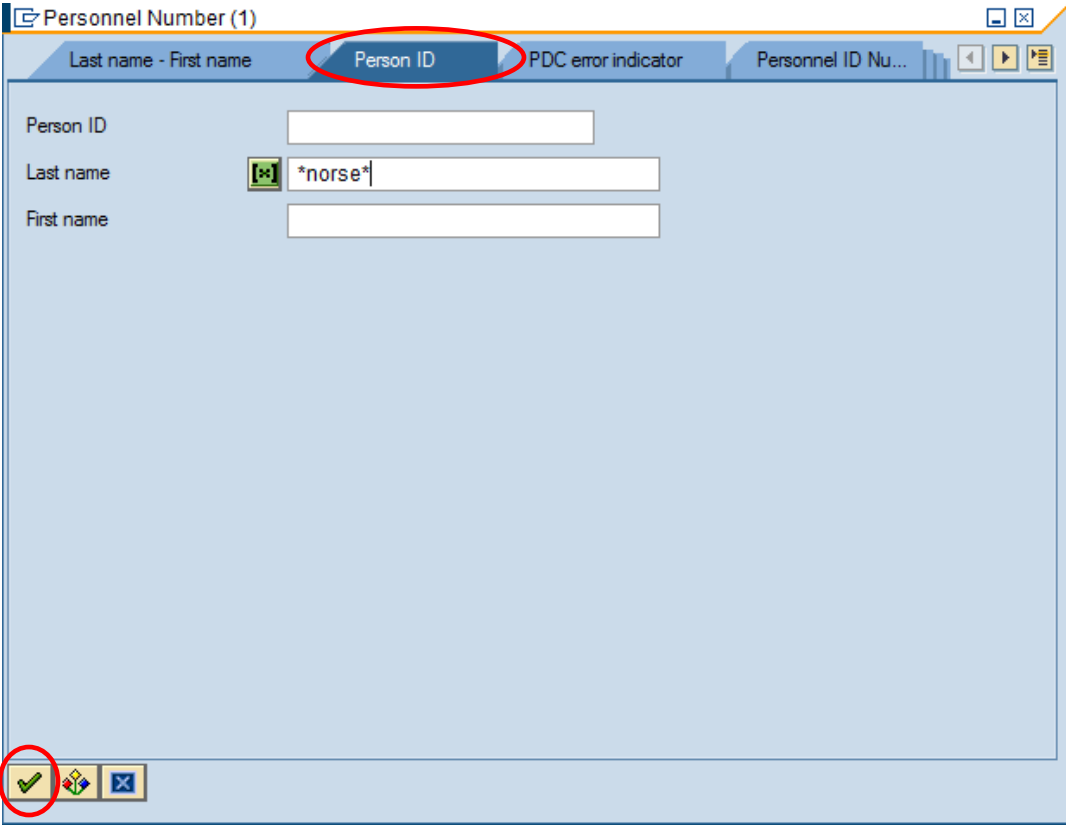 Personnel Number (1)
Last name - First name Person ID PDC error indicator Personnel ID Nu...
Person ID
Last name *norse*
First name